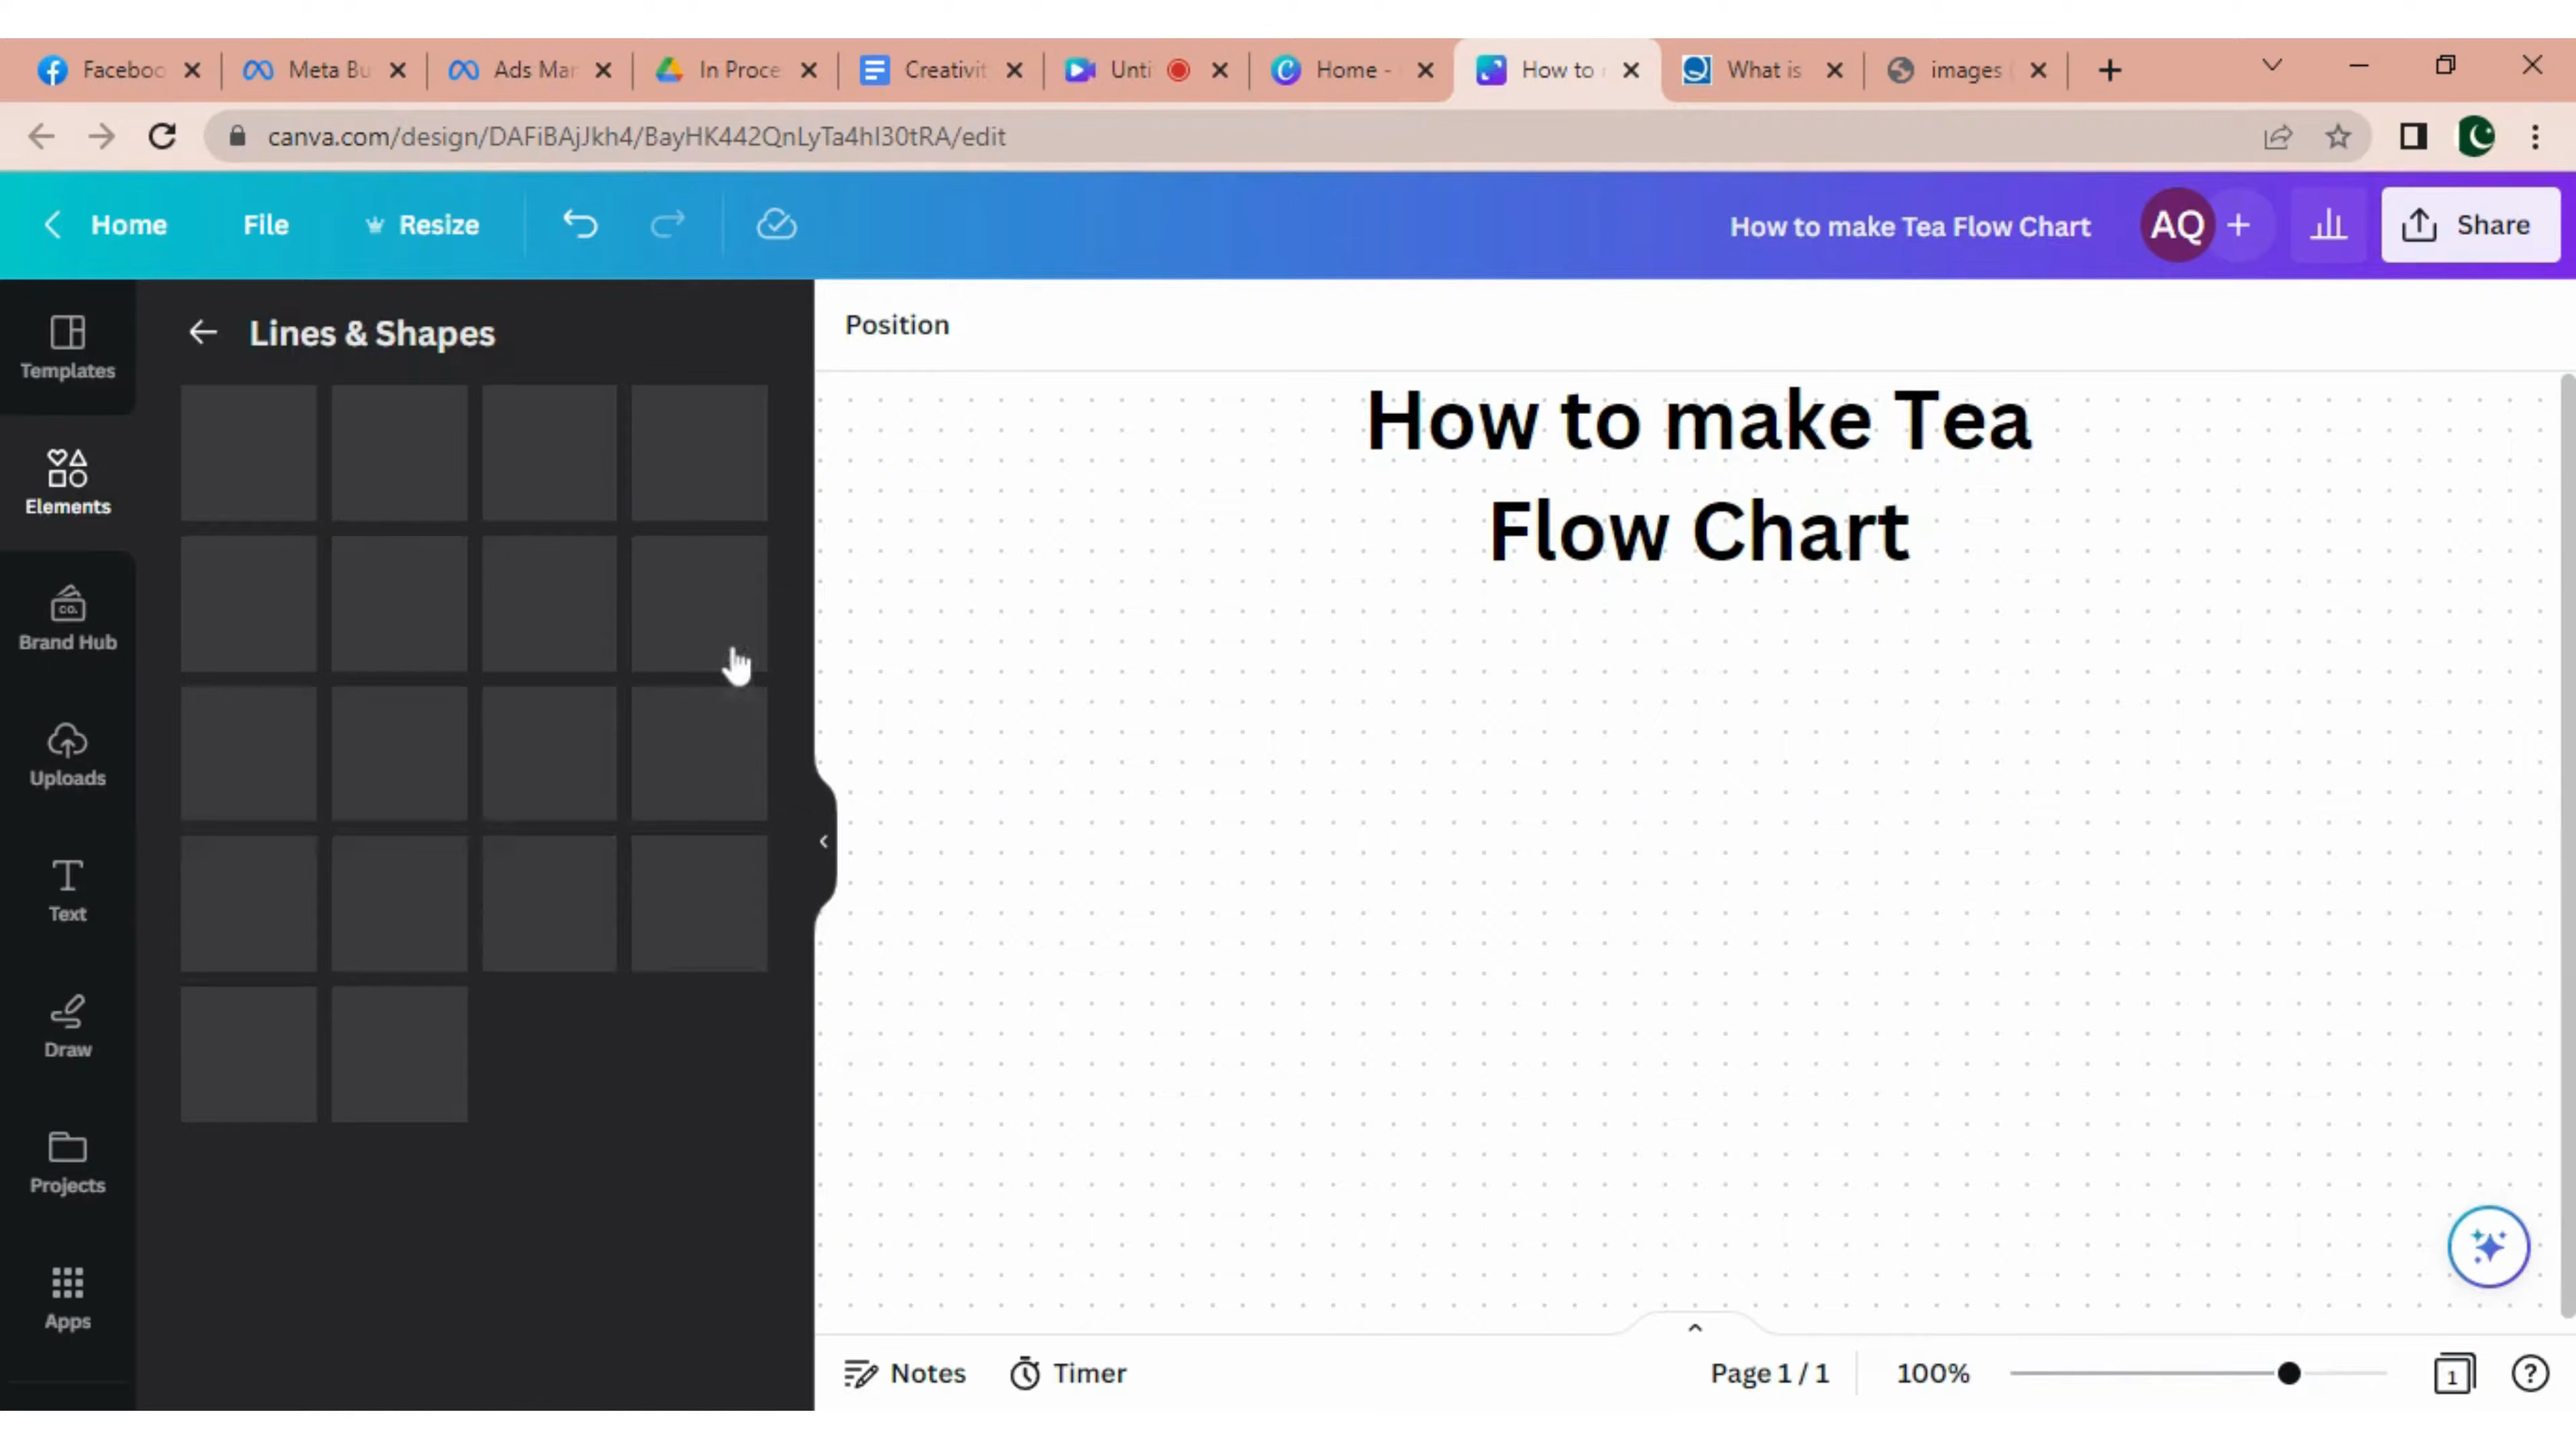 Faceboo
Meta Bu
Ads Mar
In Proce
Creativit
Unti
Home -
How to
What is
images
canva.com/design/DAFiBAjJkh4/BayHK442QnLyTa4hI30tRA/edit
Home
File
Resize
How to make Tea Flow Chart
AQ
Share
Templates
Elements
Brand Hub
CO.
Uploads
Text
Draw
Projects
Apps
Lines & Shapes
Position
How to make Tea
Flow Chart
Notes
Timer
Page 1 / 1
100%
1